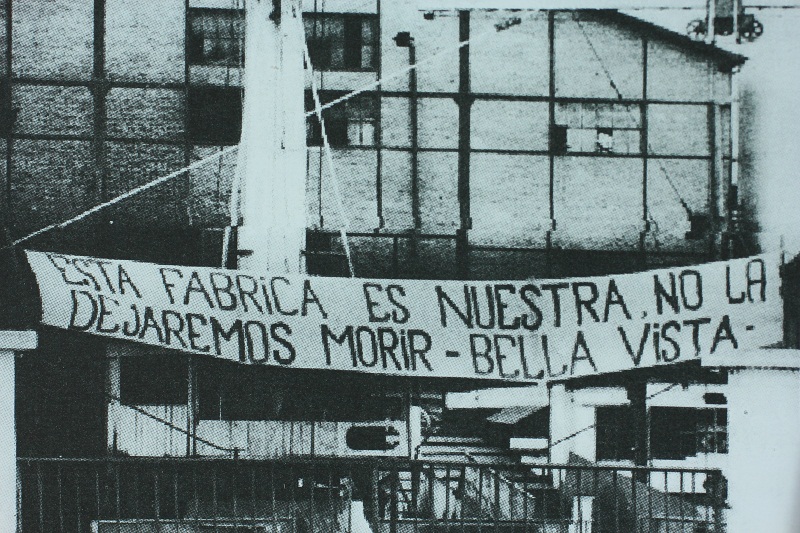 ESTA FABRiCA ES NUESTRA, NO LA
DEJAREMOS MORiR - BELLA ViSTA -